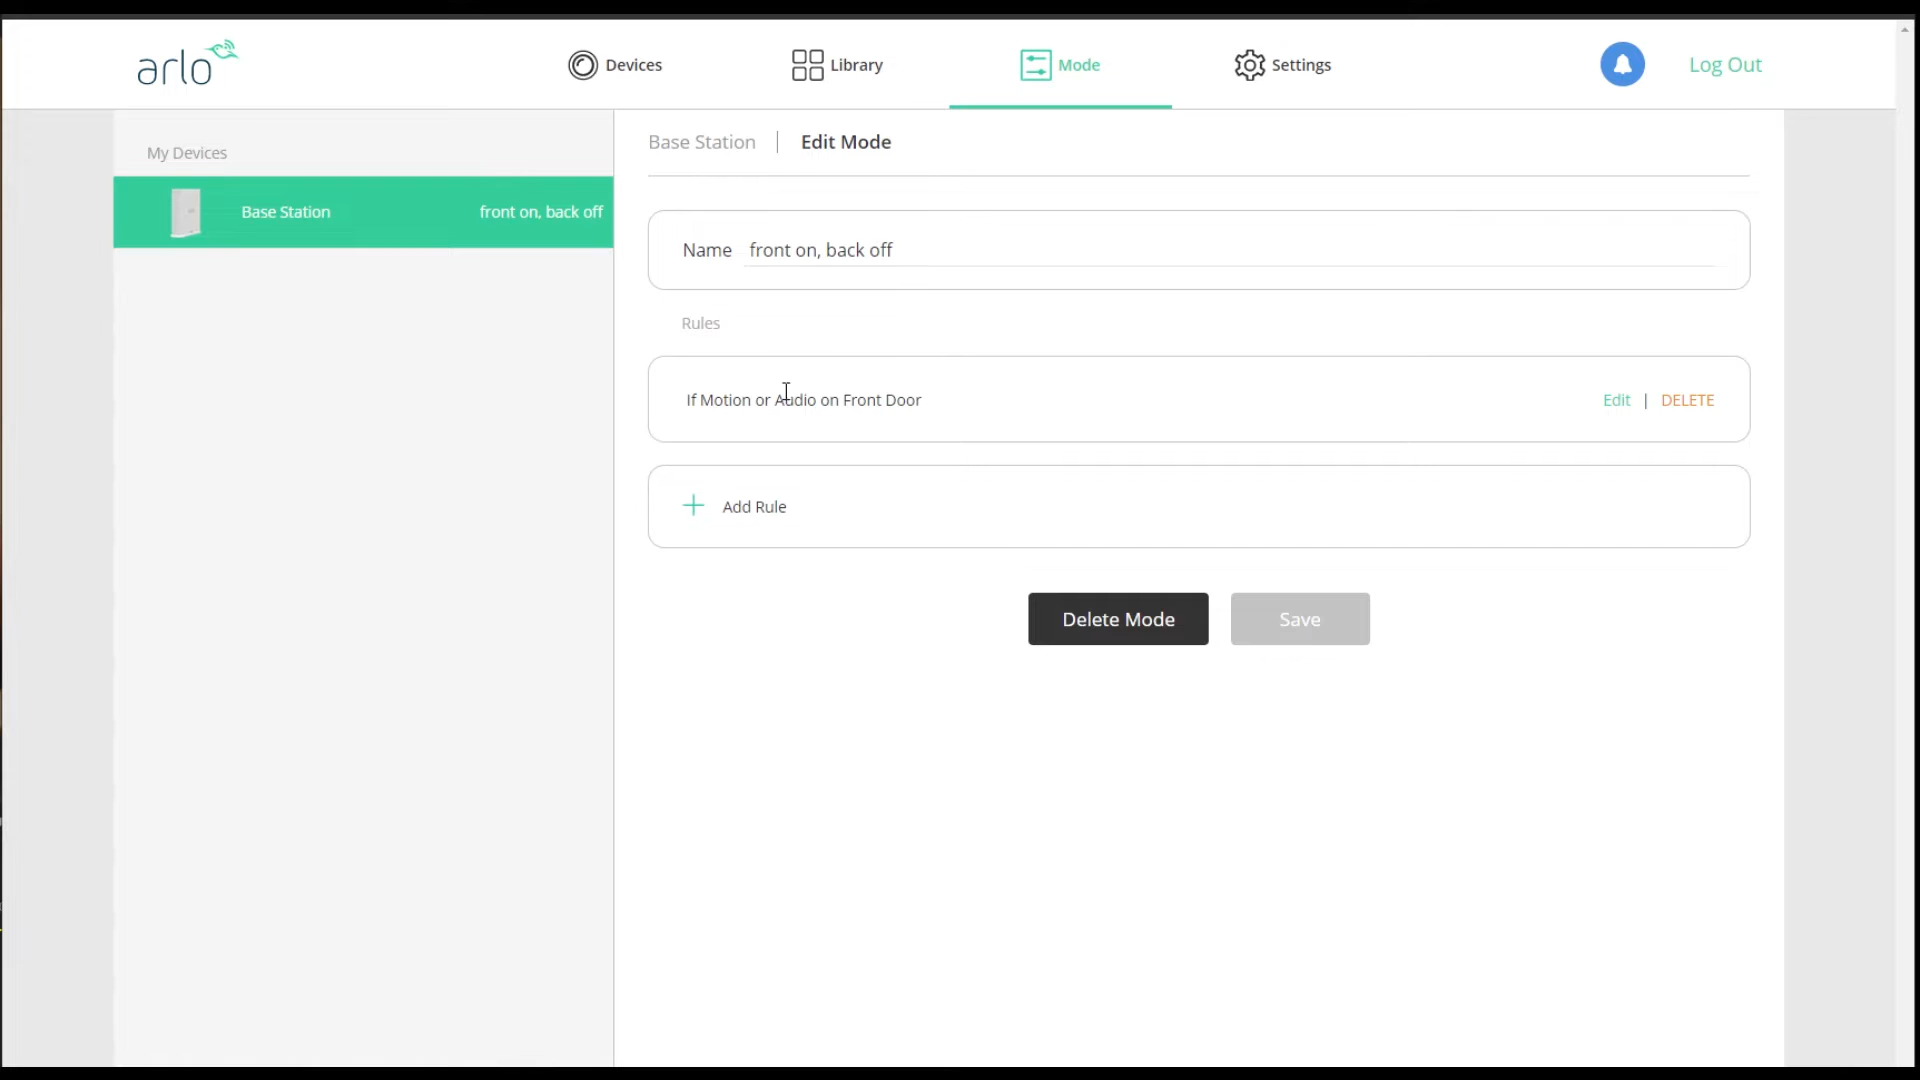 arlo
Devices
Library
Mode
Settings
Log Out
My Devices
Base Station
front on, back off
Base Station | Edit Mode
Name front on, back off
Rules
If Motion or Audio on Front Door
Edit | DELETE
+ Add Rule
Delete Mode
Save